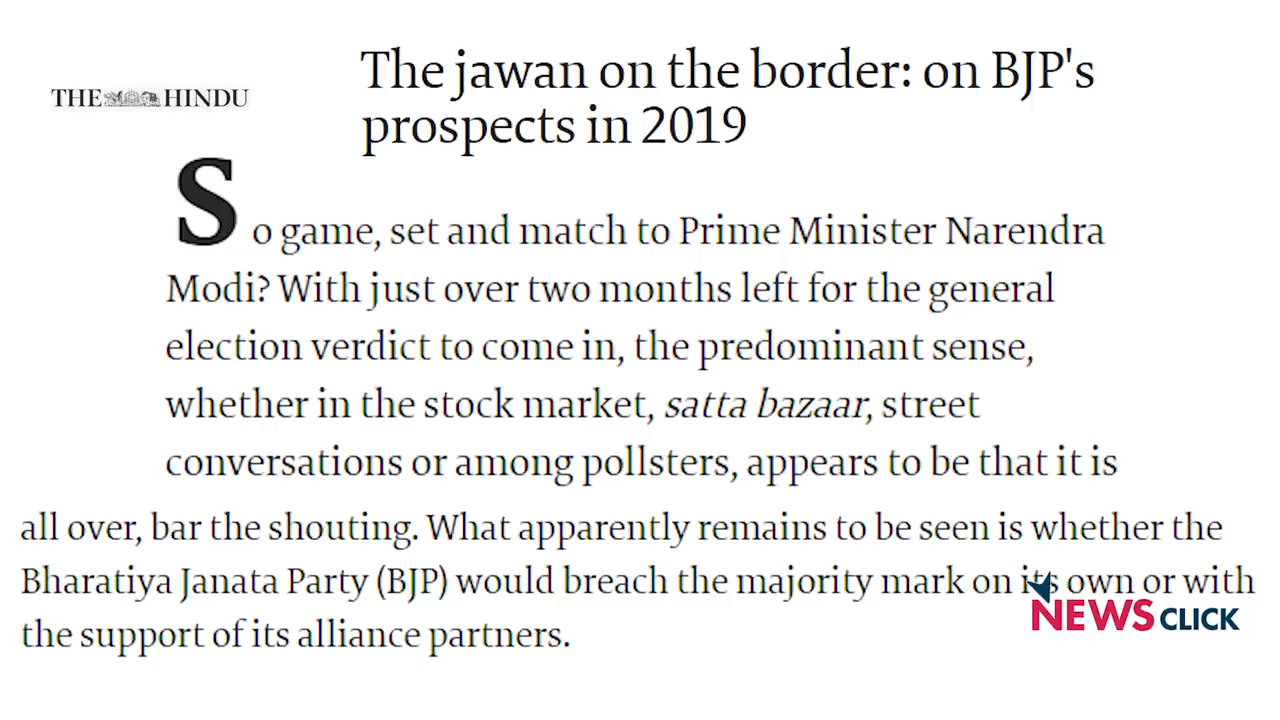 THE HINDU
The jawan on the border: on BJP's
prospects in 2019
So game, set and match to Prime Minister Narendra
Modi? With just over two months left for the general
election verdict to come in, the predominant sense,
whether in the stock market, satta bazaar, street
conversations or among pollsters, appears to be that it is
all over, bar the shouting. What apparently remains to be seen is whether the
Bharatiya Janata Party (BJP) would breach the majority mark on its own or with
the support of its alliance partners.
NEWSCLICK